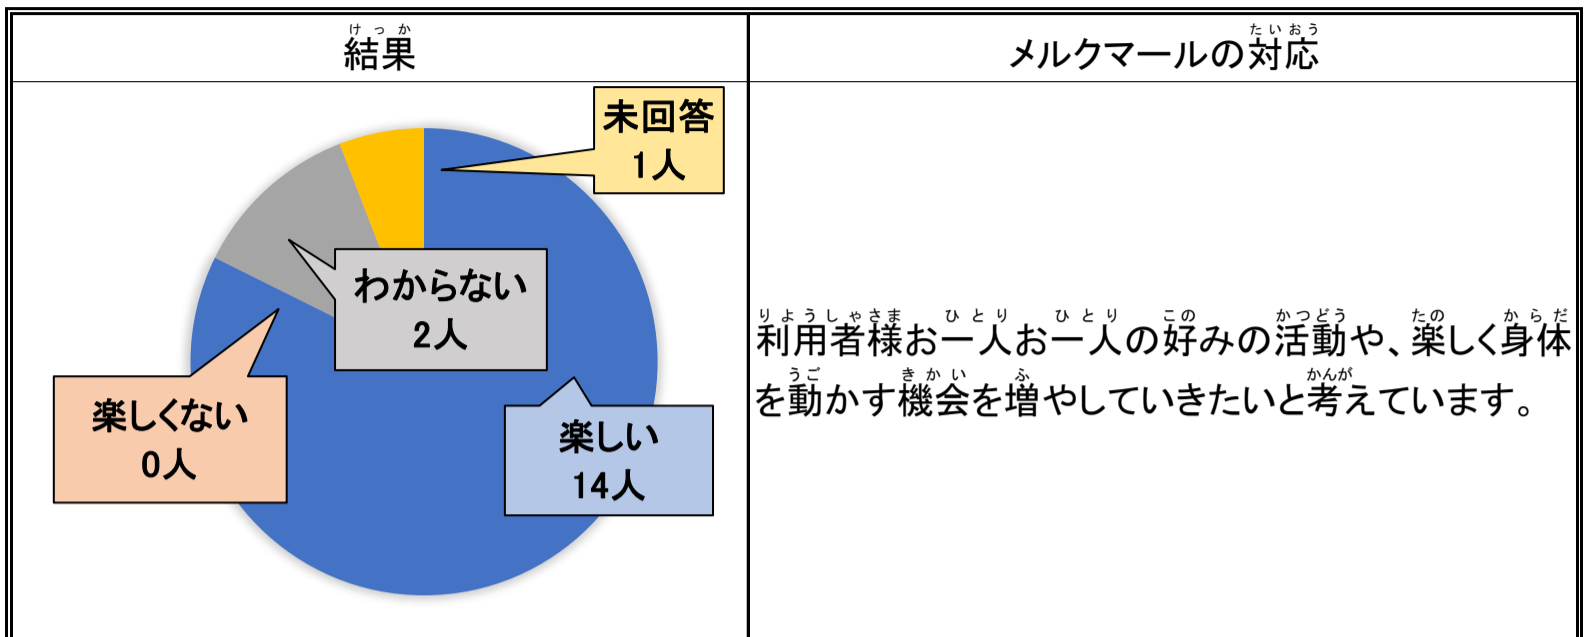 けっか
結果
たいおう
メルクマールの対応
未回答
1人
わからない
2人
楽しくない
0人
楽しい
14人
りようしゃさま ひとり ひとり この かつどう たの からだ
利用者様お一人お一人の好みの活動や、楽しく身体
うご きかい ふ かんが
を動かす機会を増やしていきたいと考えています。